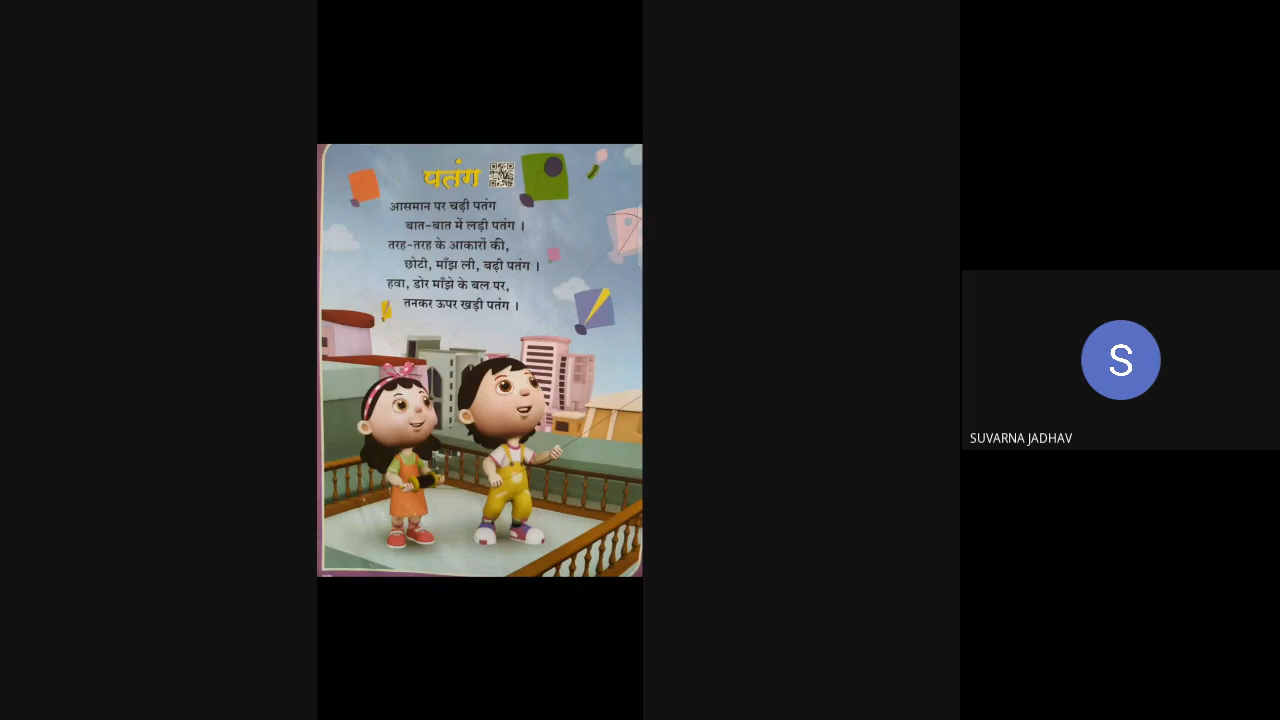 पतंग
आसमान पर चढ़ी पतंग
बात-बात में लड़ी पतंग ।
तरह-तरह के आकारों की,
छोटी, माँझ ली, बढ़ी पतंग ।
हवा, डोर माँझे के बल पर,
तनकर ऊपर खड़ी पतंग ।
S
SUVARNA JADHAV